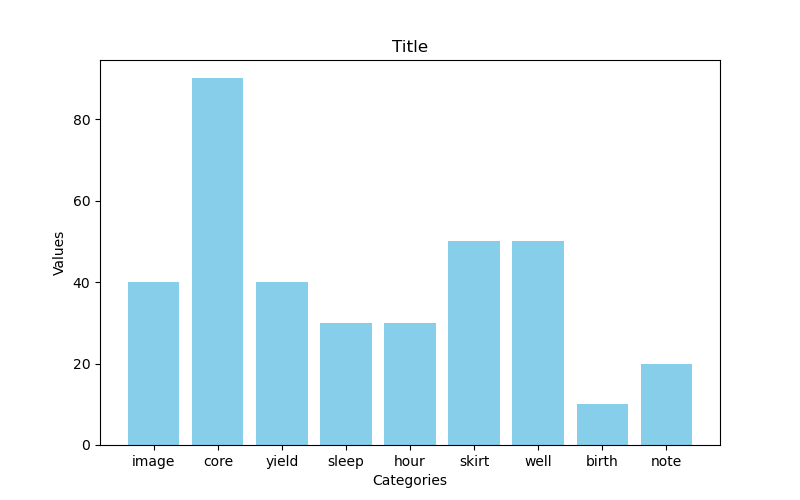 Title
Values
80
60
40
20
0
image core yield sleep hour skirt well birth note
Categories